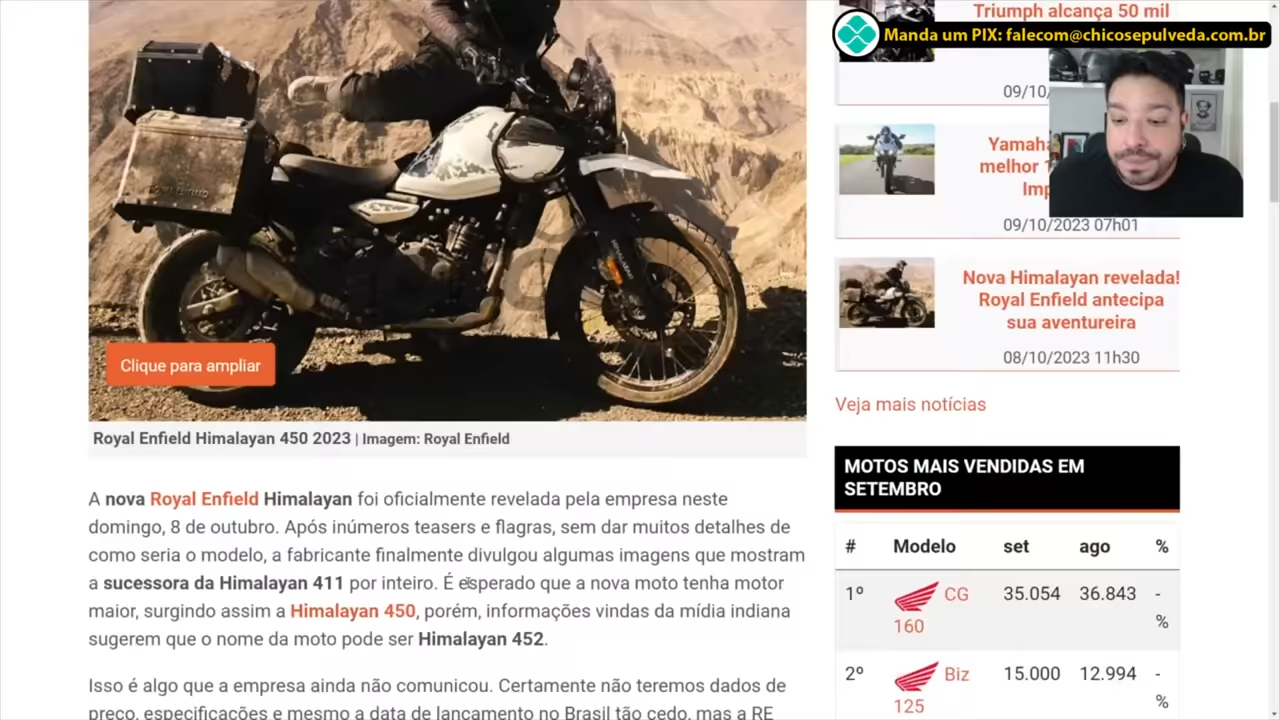 Manda um PIX: falecom@chicosepulveda.com.br
Clique para ampliar
Royal Enfield Himalayan 450 2023 | Imagem: Royal Enfield
A nova Royal Enfield Himalayan foi oficialmente revelada pela empresa neste
domingo, 8 de outubro. Após inúmeros teasers e flagras, sem dar muitos detalhes de
como seria o modelo, a fabricante finalmente divulgou algumas imagens que mostram
a sucessora da Himalayan 411 por inteiro. É esperado que a nova moto tenha motor
maior, surgindo assim a Himalayan 450, porém, informações vindas da mídia indiana
sugerem que o nome da moto pode ser Himalayan 452.
Isso é algo que a empresa ainda não comunicou. Certamente não teremos dados de
preço, especificações e mesmo a data de lançamento no Brasil tão cedo, mas a RE
Triumph alcança 50 mil
09/10/
Yamaha
melhor
09/10/2023 07h01
Nova Himalayan revelada!
Royal Enfield antecipa
sua aventureira
08/10/2023 11h30
Veja mais notícias
MOTOS MAIS VENDIDAS EM
SETEMBRO
# Modelo set ago %
1º CG 160 35.054 36.843 -%
2º Biz 125 15.000 12.994 -%